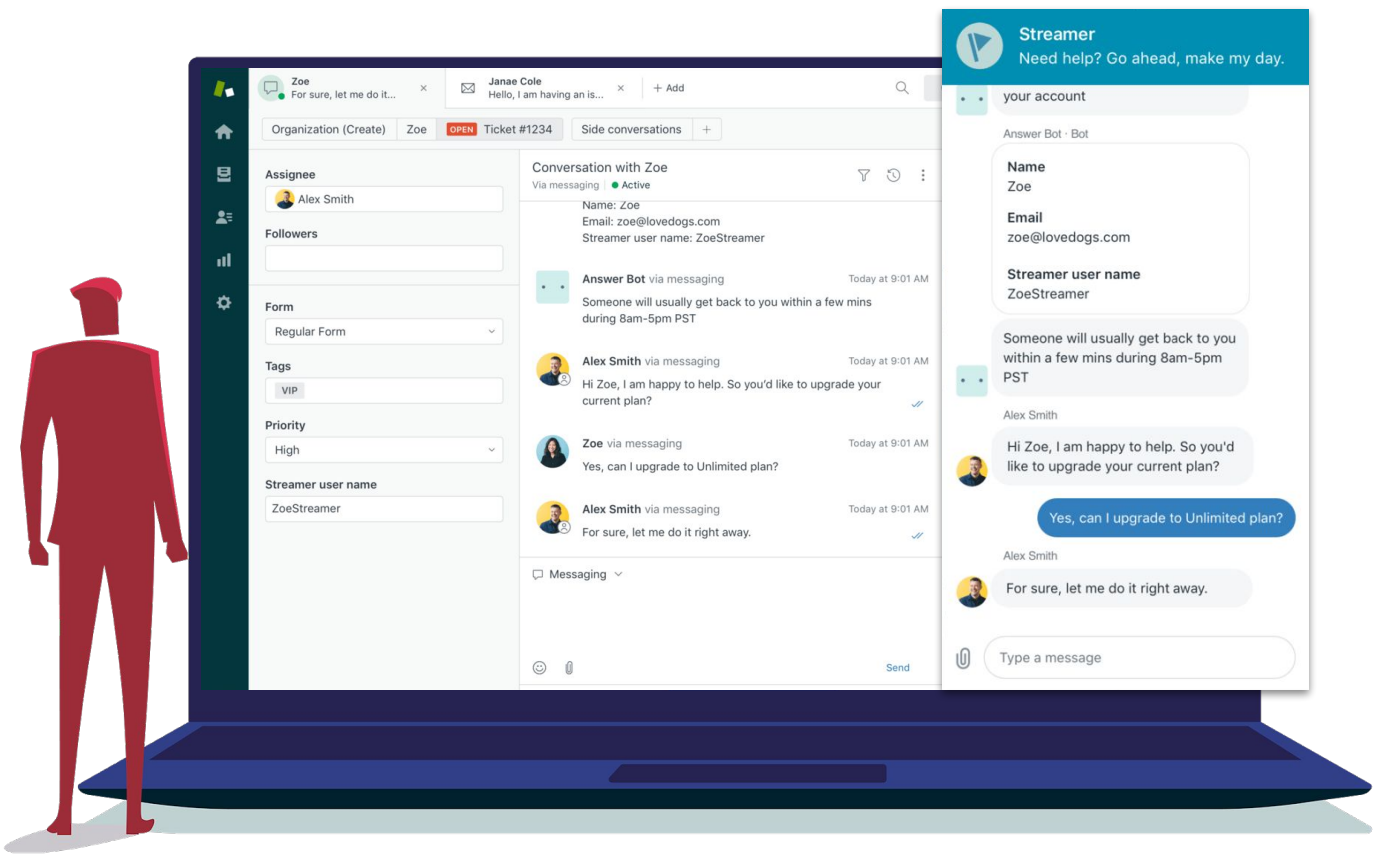 Zoe
For sure, let me do it...
×
Janae Cole
Hello, I am having an is...
×
+ Add
Organization (Create)
Zoe
OPEN Ticket #1234
Side conversations
+
Assignee
Alex Smith
Followers
Form
Regular Form
Tags
VIP
Priority
High
Streamer user name
ZoeStreamer
Conversation with Zoe
Via messaging
Active
Name: Zoe
Email: zoe@lovedogs.com
Streamer user name: ZoeStreamer
Answer Bot via messaging
Today at 9:01 AM
Someone will usually get back to you within a few mins
during 8am-5pm PST
Alex Smith via messaging
Today at 9:01 AM
Hi Zoe, I am happy to help. So you'd like to upgrade your
current plan?
Zoe via messaging
Today at 9:01 AM
Yes, can I upgrade to Unlimited plan?
Alex Smith via messaging
Today at 9:01 AM
For sure, let me do it right away.
Messaging
Send
Streamer
Need help? Go ahead, make my day.
your account
Answer Bot · Bot
Name
Zoe
Email
zoe@lovedogs.com
Streamer user name
ZoeStreamer
Someone will usually get back to you
within a few mins during 8am-5pm
PST
Alex Smith
Hi Zoe, I am happy to help. So you'd
like to upgrade your current plan?
Yes, can I upgrade to Unlimited plan?
Alex Smith
For sure, let me do it right away.
Type a message